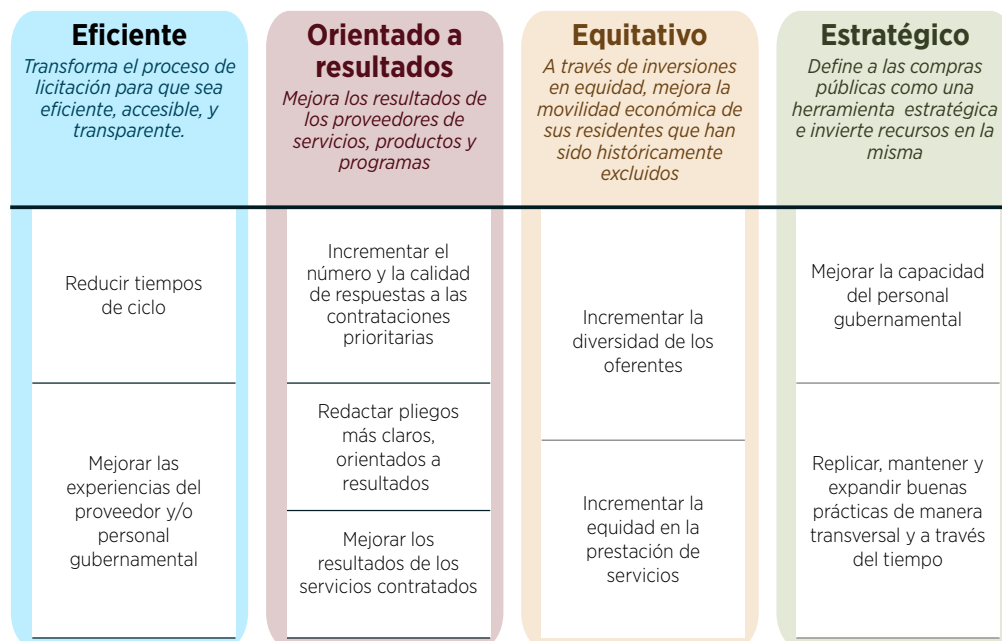 Eficiente
Transforma el proceso de
licitación para que sea
eficiente, accesible, y
transparente.
Reducir tiempos
de ciclo
Mejorar las
experiencias del
proveedor y/o
personal
gubernamental
Orientado a
resultados
Mejora los resultados de
los proveedores de
servicios, productos y
programas
Incrementar el
número y la calidad
de respuestas a las
contrataciones
prioritarias
Redactar pliegos
más claros,
orientados a
resultados
Mejorar los
resultados de los
servicios contratados
Equitativo
A través de inversiones
en equidad, mejora la
movilidad económica de
sus residentes que han
sido históricamente
excluidos
Incrementar la
diversidad de los
oferentes
Incrementar la
equidad en la
prestación de
servicios
Estratégico
Define a las compras
públicas como una
herramienta estratégica
e invierte recursos en la
misma
Mejorar la capacidad
del personal
gubernamental
Replicar, mantener y
expandir buenas
prácticas de manera
transversal y a través
del tiempo